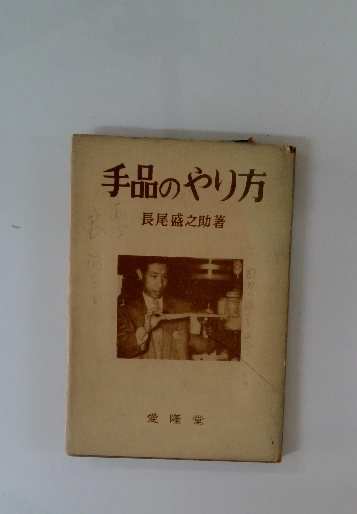 手品のやり方
長尾盛之助著
愛隆堂